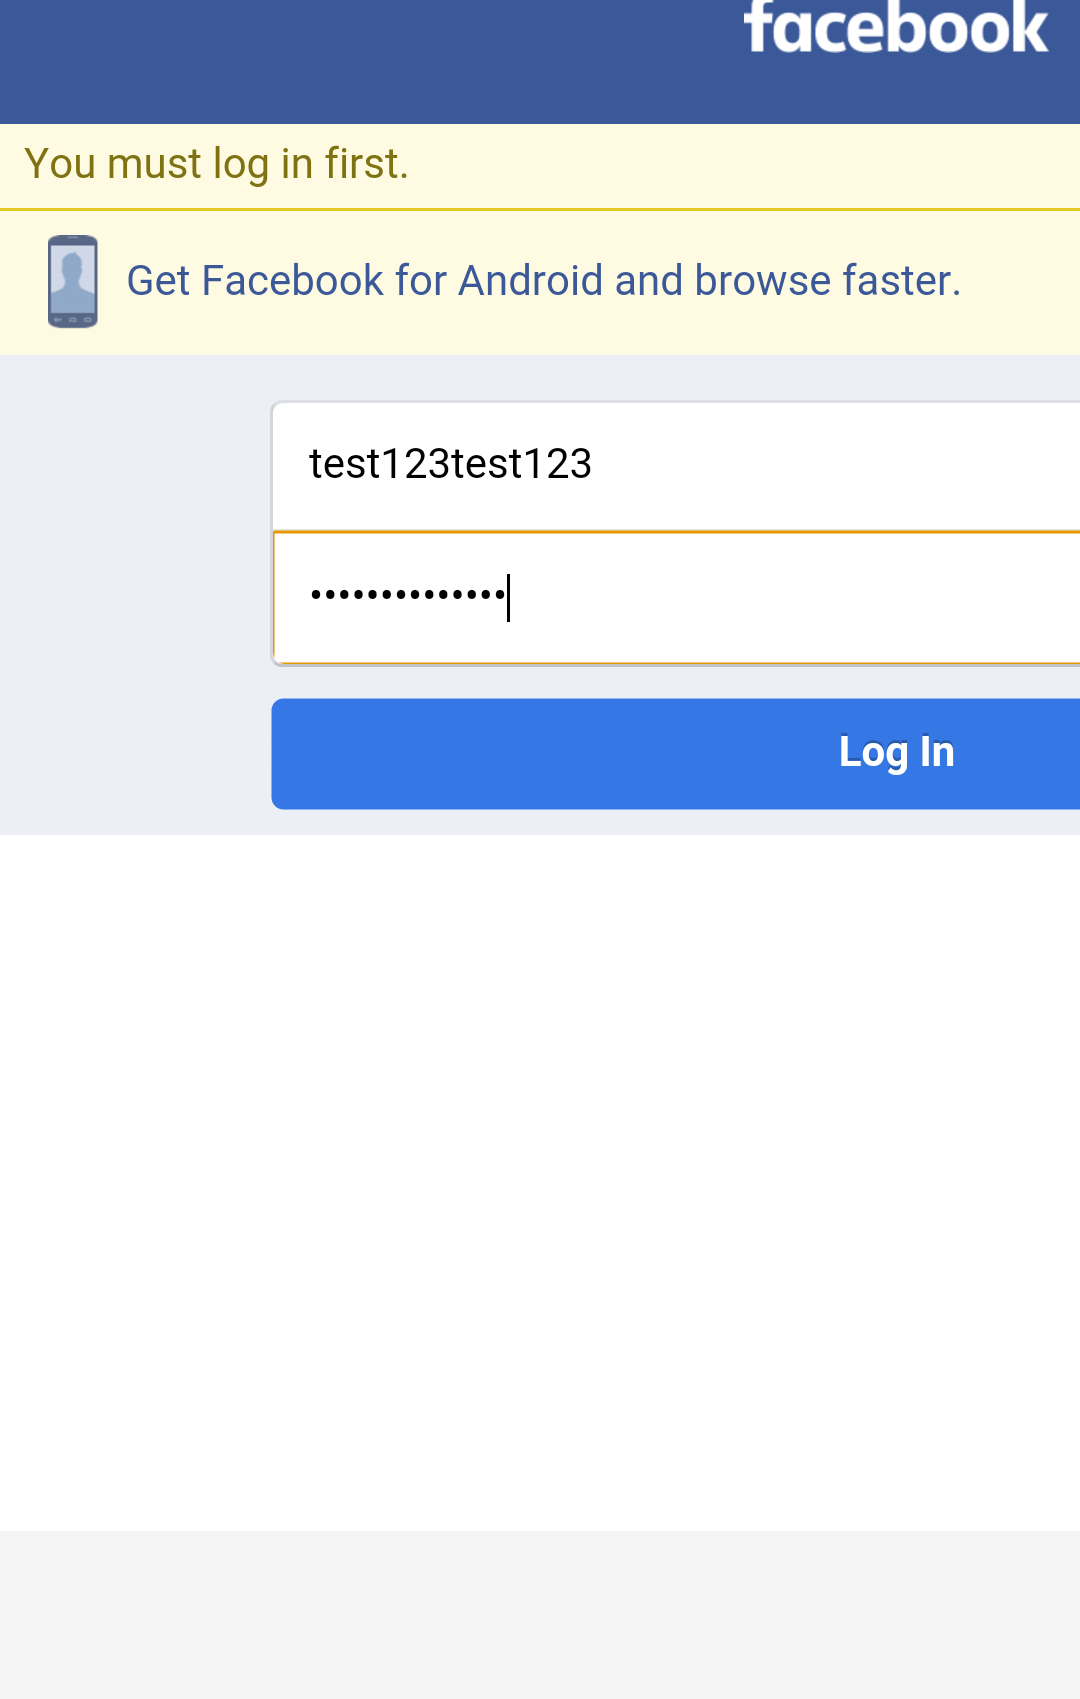 facebook
You must log in first.
Get Facebook for Android and browse faster.
test123test123
••••••••••••••
Log In